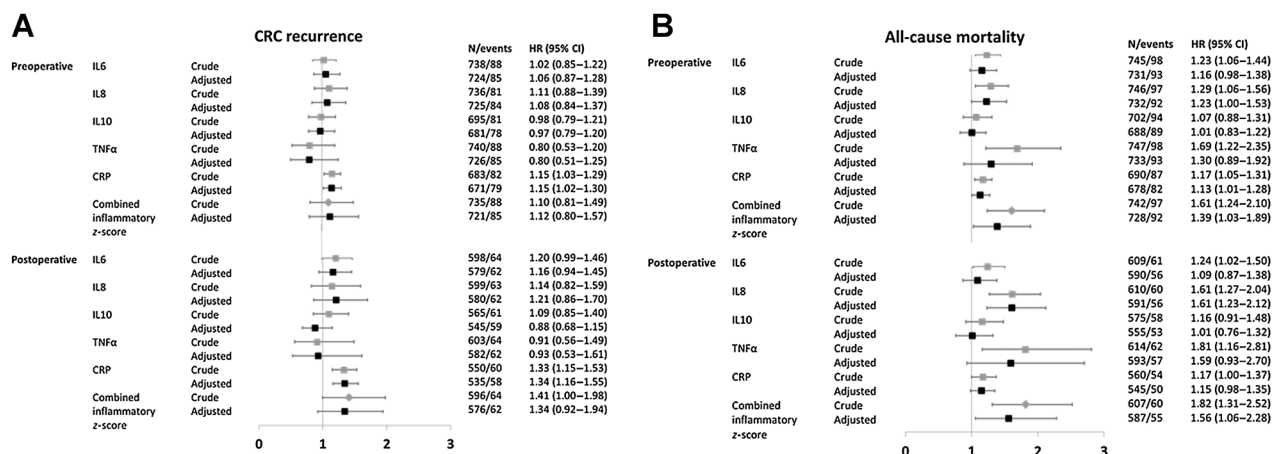 A
CRC recurrence
N/events HR (95% CI)
Preoperative IL6 Crude 738/88 1.02 (0.85–1.22)
Adjusted 724/85 1.06 (0.87–1.28)
IL8 Crude 736/81 1.11 (0.88–1.39)
Adjusted 725/84 1.08 (0.84–1.37)
IL10 Crude 695/81 0.98 (0.79–1.21)
Adjusted 681/78 0.97 (0.79–1.20)
TNFα Crude 740/88 0.80 (0.53–1.20)
Adjusted 726/85 0.80 (0.51–1.25)
CRP Crude 683/82 1.15 (1.03–1.29)
Adjusted 671/79 1.15 (1.02–1.30)
Combined Crude 735/88 1.10 (0.81–1.49)
inflammatory Adjusted 721/85 1.12 (0.80–1.57)
z-score
Postoperative IL6 Crude 598/64 1.20 (0.99–1.46)
Adjusted 579/62 1.16 (0.94–1.45)
IL8 Crude 599/63 1.14 (0.82–1.59)
Adjusted 580/62 1.21 (0.86–1.70)
IL10 Crude 565/61 1.09 (0.85–1.40)
Adjusted 545/59 0.88 (0.68–1.15)
TNFα Crude 603/64 0.91 (0.56–1.49)
Adjusted 582/62 0.93 (0.53–1.61)
CRP Crude 550/60 1.33 (1.15–1.53)
Adjusted 535/58 1.34 (1.16–1.55)
Combined Crude 596/64 1.41 (1.00–1.98)
inflammatory Adjusted 576/62 1.34 (0.92–1.94)
z-score
0 1 2 3
B
All-cause mortality
N/events HR (95% CI)
Preoperative IL6 Crude 745/98 1.23 (1.06–1.44)
Adjusted 731/93 1.16 (0.98–1.38)
IL8 Crude 746/97 1.29 (1.06–1.56)
Adjusted 732/92 1.23 (1.00–1.53)
IL10 Crude 702/94 1.07 (0.88–1.31)
Adjusted 688/89 1.01 (0.83–1.22)
TNFα Crude 747/98 1.69 (1.22–2.35)
Adjusted 733/93 1.30 (0.89–1.92)
CRP Crude 690/87 1.17 (1.05–1.31)
Adjusted 678/82 1.13 (1.01–1.28)
Combined Crude 742/97 1.61 (1.24–2.10)
inflammatory Adjusted 728/92 1.39 (1.03–1.89)
z-score
Postoperative IL6 Crude 609/61 1.24 (1.02–1.50)
Adjusted 590/56 1.09 (0.87–1.38)
IL8 Crude 610/60 1.61 (1.27–2.04)
Adjusted 591/56 1.61 (1.23–2.12)
IL10 Crude 575/58 1.16 (0.91–1.48)
Adjusted 555/53 1.01 (0.76–1.32)
TNFα Crude 614/62 1.81 (1.16–2.81)
Adjusted 593/57 1.59 (0.93–2.70)
CRP Crude 560/54 1.17 (1.00–1.37)
Adjusted 545/50 1.15 (0.98–1.35)
Combined Crude 607/60 1.82 (1.31–2.52)
inflammatory Adjusted 587/55 1.56 (1.06–2.28)
z-score
0 1 2 3